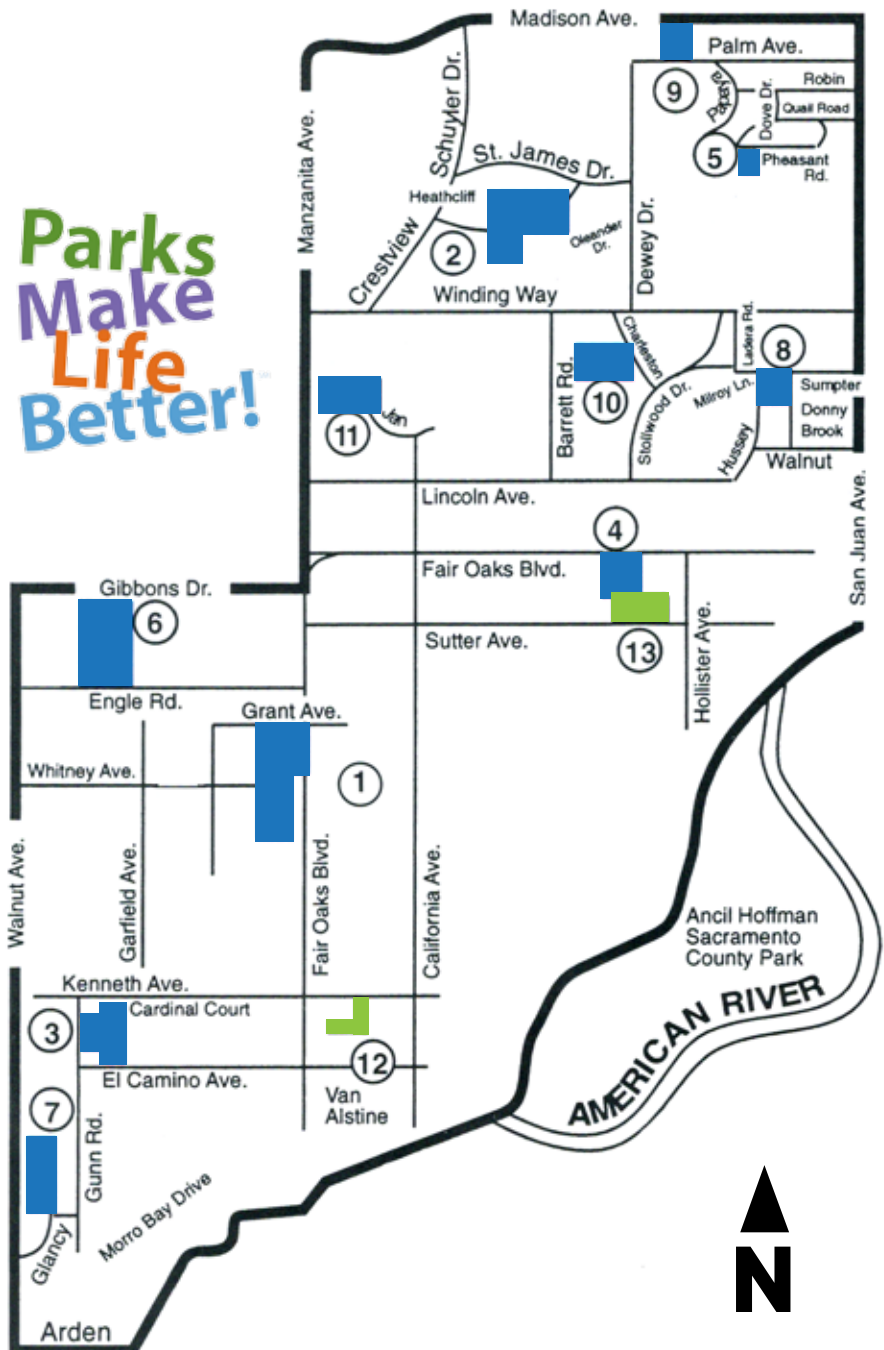 Madison Ave.
Palm Ave.
Robin
Papaya
Dove Dr.
Quail Road
9
5
Pheasant
Rd.
Manzanita Ave.
Schuyler Dr.
St. James Dr.
Heathcliff
Oleander
Dr.
Dewey Dr.
Crestview
2
Winding Way
Parks
Make
Life
Better!
Ladera Rd.
Charleston
8
Barrett Rd.
10
Stollwood Dr.
Milroy Ln.
Sumpter
Donny
Brook
Jan
11
Hussey
Walnut
Lincoln Ave.
San Juan Ave.
4
Fair Oaks Blvd.
Gibbons Dr.
6
Sutter Ave.
13
Hollister Ave.
Engle Rd.
Grant Ave.
Whitney Ave.
1
Walnut Ave.
Garfield Ave.
Fair Oaks Blvd.
California Ave.
Ancil Hoffman
Sacramento
County Park
AMERICAN RIVER
Kenneth Ave.
Cardinal Court
3
12
El Camino Ave.
Van
Alstine
7
Gunn Rd.
Morro Bay Drive
Glancy
Arden
N